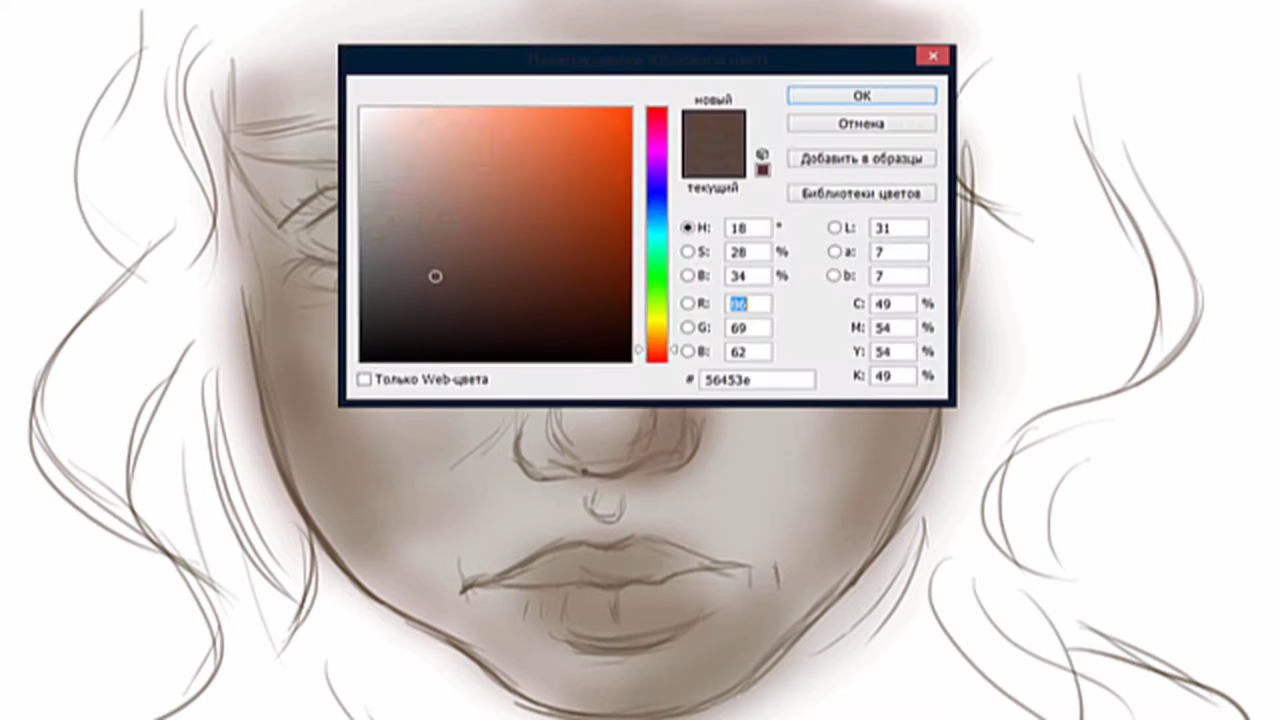 новый
текущий
OK
Отмена
Добавить в образцы
Библиотеки цветов
H: 18 °
S: 28 %
B: 34 %
R:
G: 69
B: 62
# 56453e
L: 31
a: 7
b: 7
C: 49 %
M: 54 %
Y: 54 %
K: 49 %
Только Web-цвета